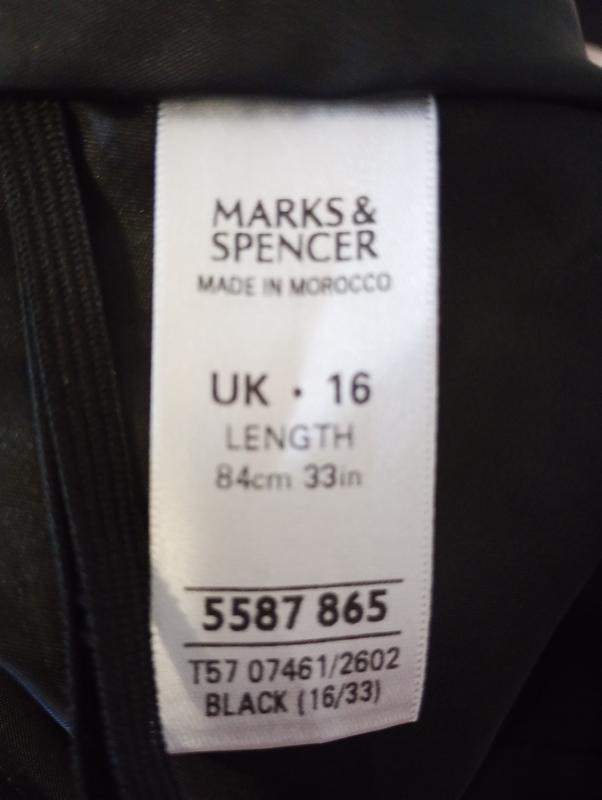 MARKS &
SPENCER
MADE IN MOROCCO
UK · 16
LENGTH
84cm 33in
5587 865
T57 07461/2602
BLACK (16/33)